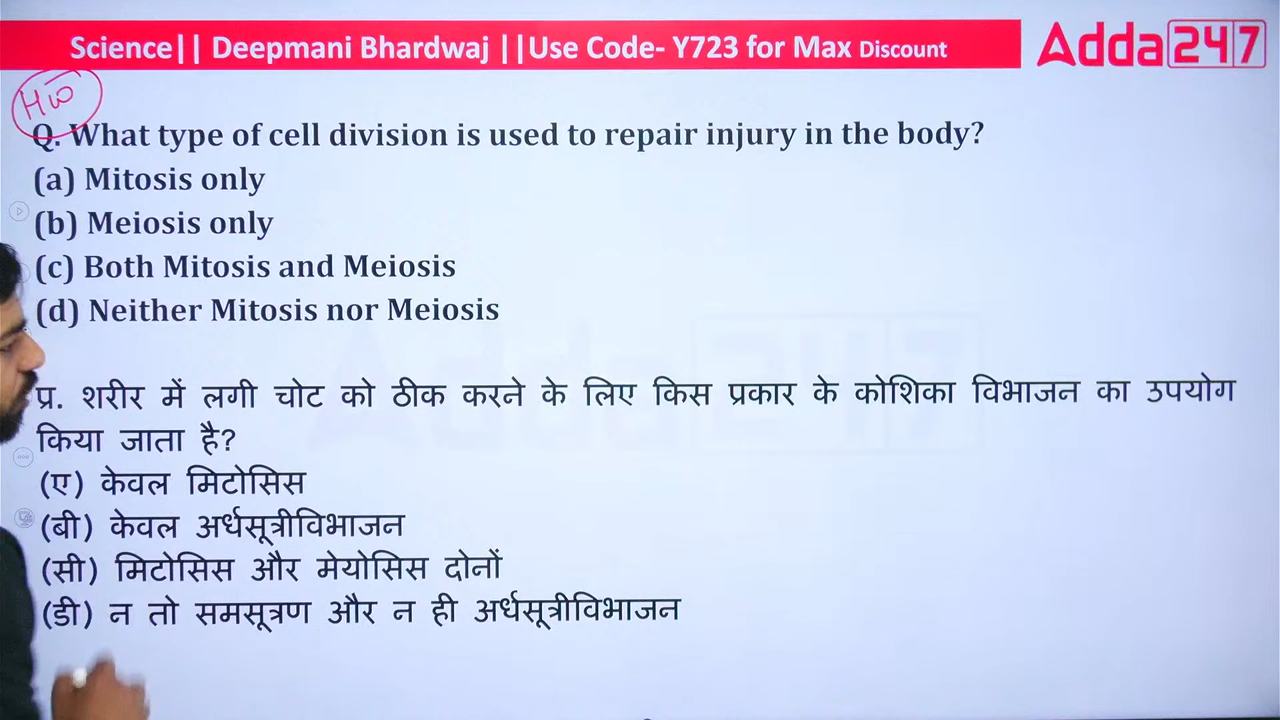 Science|| Deepmani Bhardwaj ||Use Code- Y723 for Max Discount
Adda247
HW
Q. What type of cell division is used to repair injury in the body?
(a) Mitosis only
(b) Meiosis only
(c) Both Mitosis and Meiosis
(d) Neither Mitosis nor Meiosis
प्र. शरीर में लगी चोट को ठीक करने के लिए किस प्रकार के कोशिका विभाजन का उपयोग
किया जाता है?
(ए) केवल मिटोसिस
(बी) केवल अर्धसूत्रीविभाजन
(सी) मिटोसिस और मेयोसिस दोनों
(डी) न तो समसूत्रण और न ही अर्धसूत्रीविभाजन